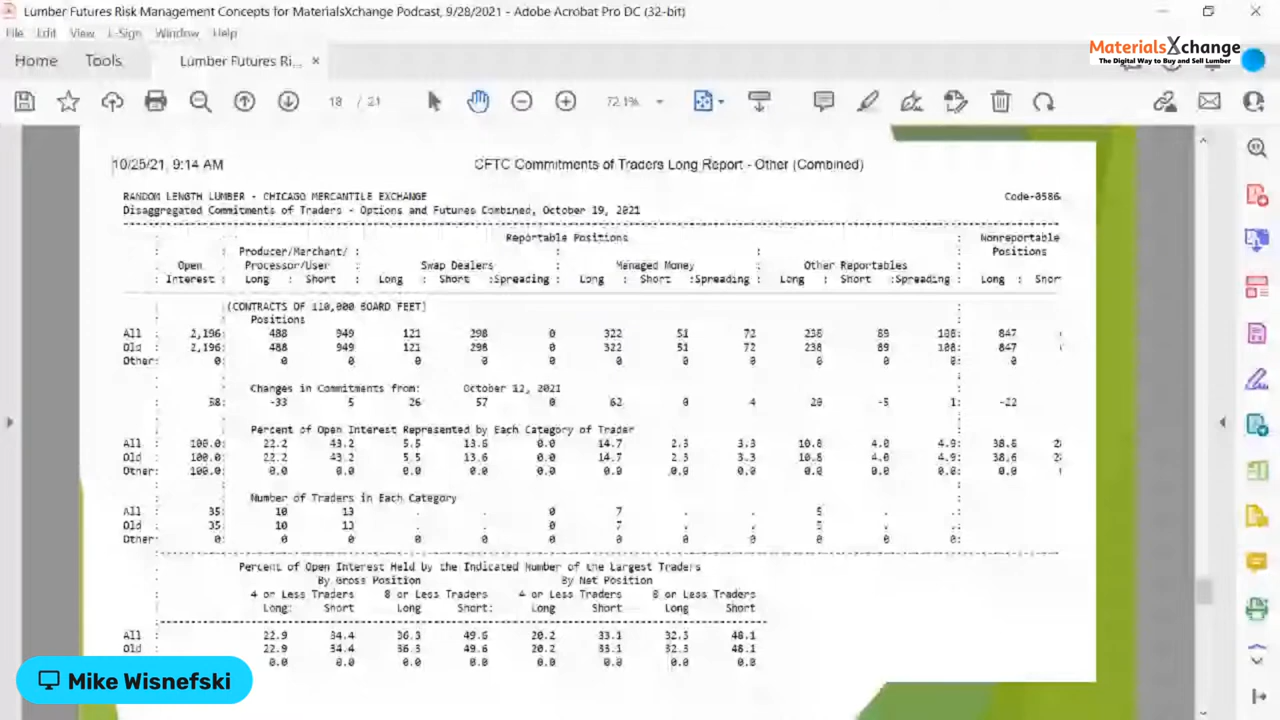 Lumber Futures Risk Management Concepts for MaterialsXchange Podcast, 9/28/2021 - Adobe Acrobat Pro DC (32-bit)
File Edit View E-Sign Window Help
MaterialsXchange
The Digital Way to Buy and Sell Lumber
Home Tools Lumber Futures Ri... ×
18 / 21 72.1%
10/25/21, 9:14 AM CFTC Commitments of Traders Long Report - Other (Combined)
RANDOM LENGTH LUMBER - CHICAGO MERCANTILE EXCHANGE Code-0586
Disaggregated Commitments of Traders - Options and Futures Combined, October 19, 2021
: : Reportable Positions : Nonreportable
: : Producer/Merchant/ : : : : Positions
: Open : Processor/User : Swap Dealers : Managed Money : Other Reportables :
: Interest : Long : Short : Long : Short :Spreading : Long : Short :Spreading : Long : Short :Spreading : Long : Shor
: : (CONTRACTS OF 110,000 BOARD FEET) :
: : Positions :
All : 2,196: 488 949 121 298 0 322 51 72 238 89 108: 847
Old : 2,196: 488 949 121 298 0 322 51 72 238 89 108: 847
Other: 0: 0 0 0 0 0 0 0 0 0 0 0: 0
: : Changes in Commitments from: October 12, 2021 :
: 58: -33 5 26 57 0 62 0 4 20 -5 1: -22
: : Percent of Open Interest Represented by Each Category of Trader :
All : 100.0: 22.2 43.2 5.5 13.6 0.0 14.7 2.3 3.3 10.8 4.0 4.9: 38.6
Old : 100.0: 22.2 43.2 5.5 13.6 0.0 14.7 2.3 3.3 10.8 4.0 4.9: 38.6
Other: 100.0: 0.0 0.0 0.0 0.0 0.0 0.0 0.0 0.0 0.0 0.0 0.0: 0.0
: : Number of Traders in Each Category :
All : 35: 10 13 . . 0 7 . . 5 . .:
Old : 35: 10 13 . . 0 7 . . 5 . .:
Other: 0: 0 0 0 0 0 0 0 0 0 0 0:
: Percent of Open Interest Held by the Indicated Number of the Largest Traders
: By Gross Position By Net Position
: 4 or Less Traders 8 or Less Traders 4 or Less Traders 8 or Less Traders
: Long: Short Long Short: Long Short Long Short
All : 22.9 34.4 36.3 49.6 20.2 33.1 32.3 48.1
Old : 22.9 34.4 36.3 49.6 20.2 33.1 32.3 48.1
0.0 0.0 0.0 0.0 0.0 0.0 0.0 0.0
Mike Wisnefski